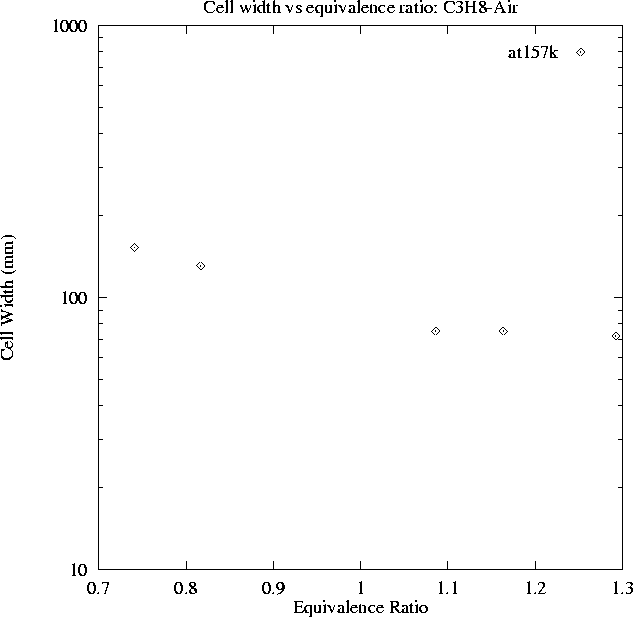 Cell width vs equivalence ratio: C3H8-Air
1000
at157k
Cell Width (mm)
100
10
0.7 0.8 0.9 1 1.1 1.2 1.3
Equivalence Ratio